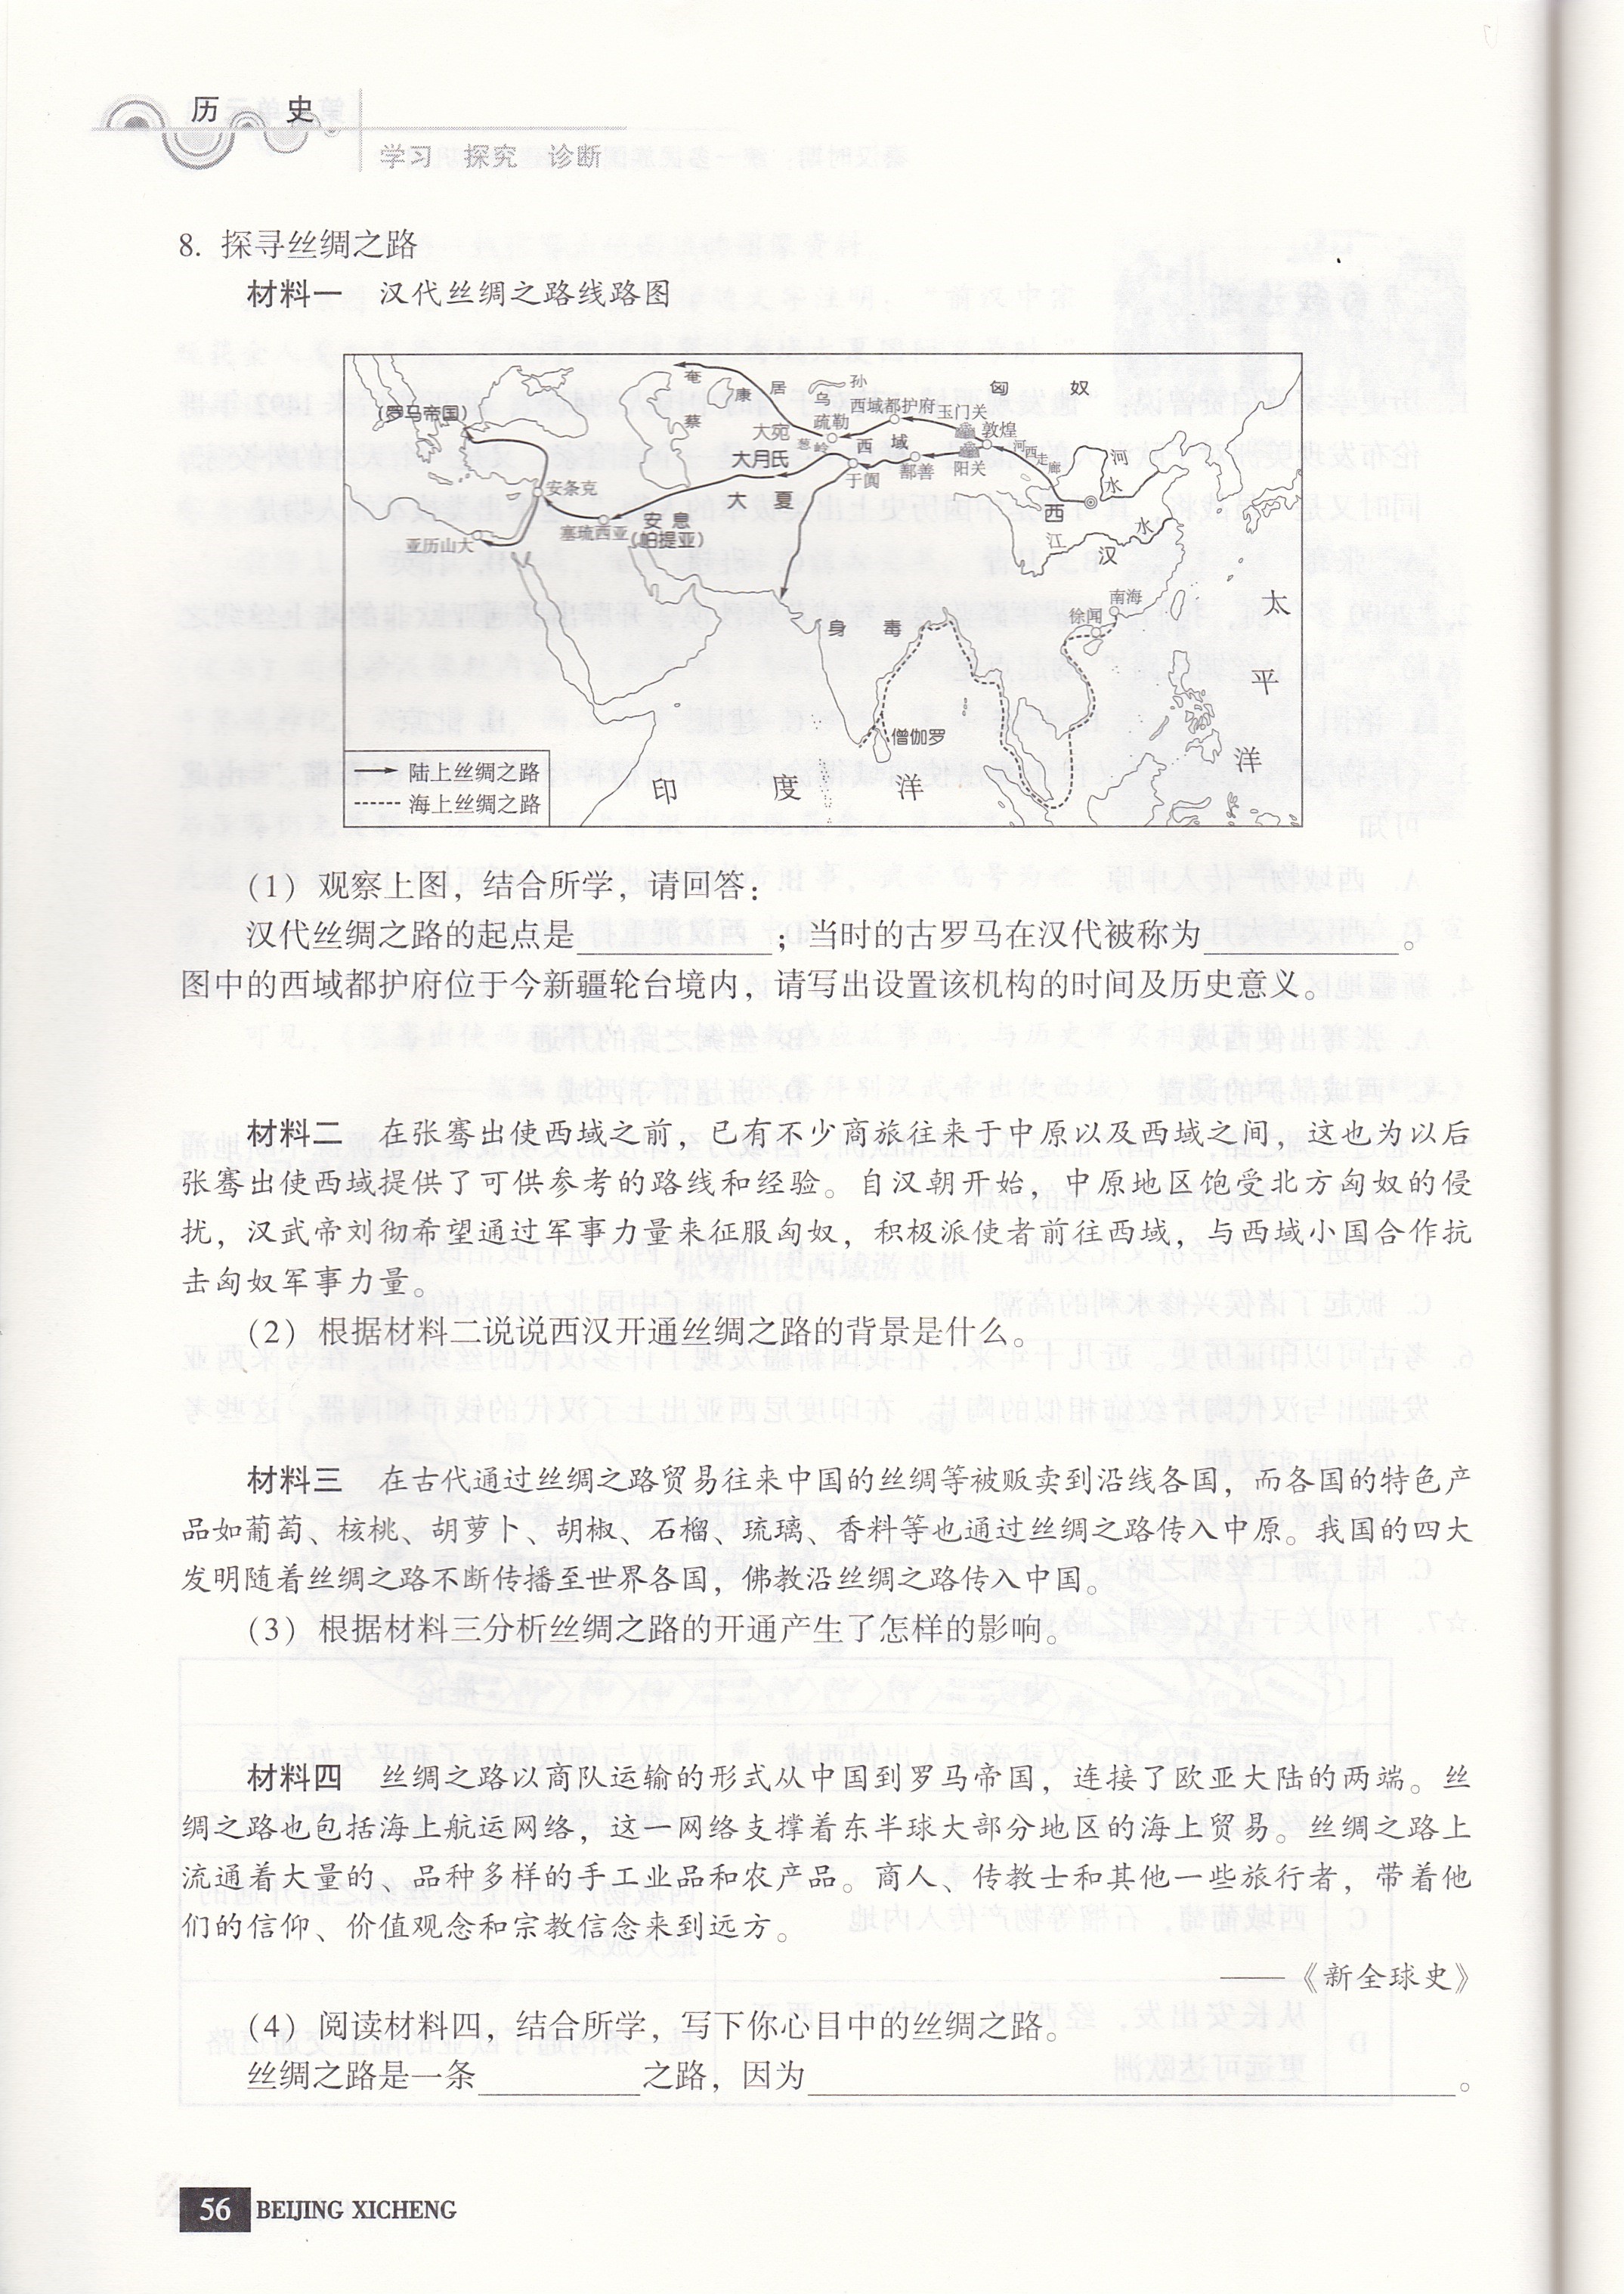 历 史
学习 探究 诊断
8. 探寻丝绸之路
材料一 汉代丝绸之路线路图
奄
蔡
康
居
乌
孙
匈 奴
(罗马帝国)
西域都护府
玉门关
疏勒
大宛
葱
岭
西 域
敦煌
河
西
走
廊
河
水
大月氏
于阗
鄯善
阳关
安条克
大 夏
西
汉
江
水
塞琉西亚
安 息
(帕提亚)
亚历山大
南海
徐闻
身 毒
太
平
洋
僧伽罗
印 度 洋
陆上丝绸之路
海上丝绸之路
(1) 观察上图，结合所学，请回答：
汉代丝绸之路的起点是____________；当时的古罗马在汉代被称为____________。
图中的西域都护府位于今新疆轮台境内，请写出设置该机构的时间及历史意义。
材料二 在张骞出使西域之前，已有不少商旅往来于中原以及西域之间，这也为以后
张骞出使西域提供了可供参考的路线和经验。自汉朝开始，中原地区饱受北方匈奴的侵
扰，汉武帝刘彻希望通过军事力量来征服匈奴，积极派使者前往西域，与西域小国合作抗
击匈奴军事力量。
(2) 根据材料二说说西汉开通丝绸之路的背景是什么。
材料三 在古代通过丝绸之路贸易往来中国的丝绸等被贩卖到沿线各国，而各国的特色产
品如葡萄、核桃、胡萝卜、胡椒、石榴、琉璃、香料等也通过丝绸之路传入中原。我国的四大
发明随着丝绸之路不断传播至世界各国，佛教沿丝绸之路传入中国。
(3) 根据材料三分析丝绸之路的开通产生了怎样的影响。
材料四 丝绸之路以商队运输的形式从中国到罗马帝国，连接了欧亚大陆的两端。丝
绸之路也包括海上航运网络，这一网络支撑着东半球大部分地区的海上贸易。丝绸之路上
流通着大量的、品种多样的手工业品和农产品。商人、传教士和其他一些旅行者，带着他
们的信仰、价值观念和宗教信念来到远方。
——《新全球史》
(4) 阅读材料四，结合所学，写下你心目中的丝绸之路。
丝绸之路是一条__________之路，因为________________________________________。
56 BEIJING XICHENG